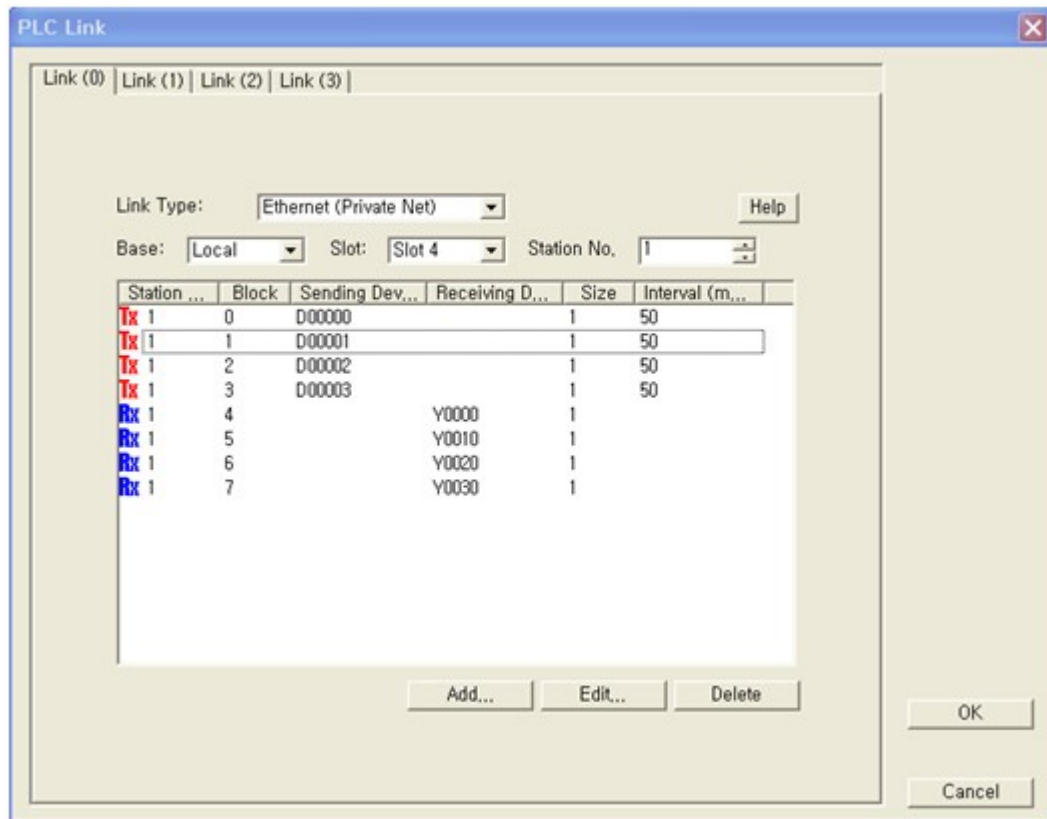 PLC Link
Link (0) Link (1) Link (2) Link (3)
Link Type: Ethernet (Private Net) Help
Base: Local Slot: Slot 4 Station No, 1
Station ... Block Sending Dev... Receiving D... Size Interval (m...
Tx 1 0 D00000 1 50
Tx 1 1 D00001 1 50
Tx 1 2 D00002 1 50
Tx 1 3 D00003 1 50
Rx 1 4 Y0000 1
Rx 1 5 Y0010 1
Rx 1 6 Y0020 1
Rx 1 7 Y0030 1
Add... Edit... Delete
OK
Cancel